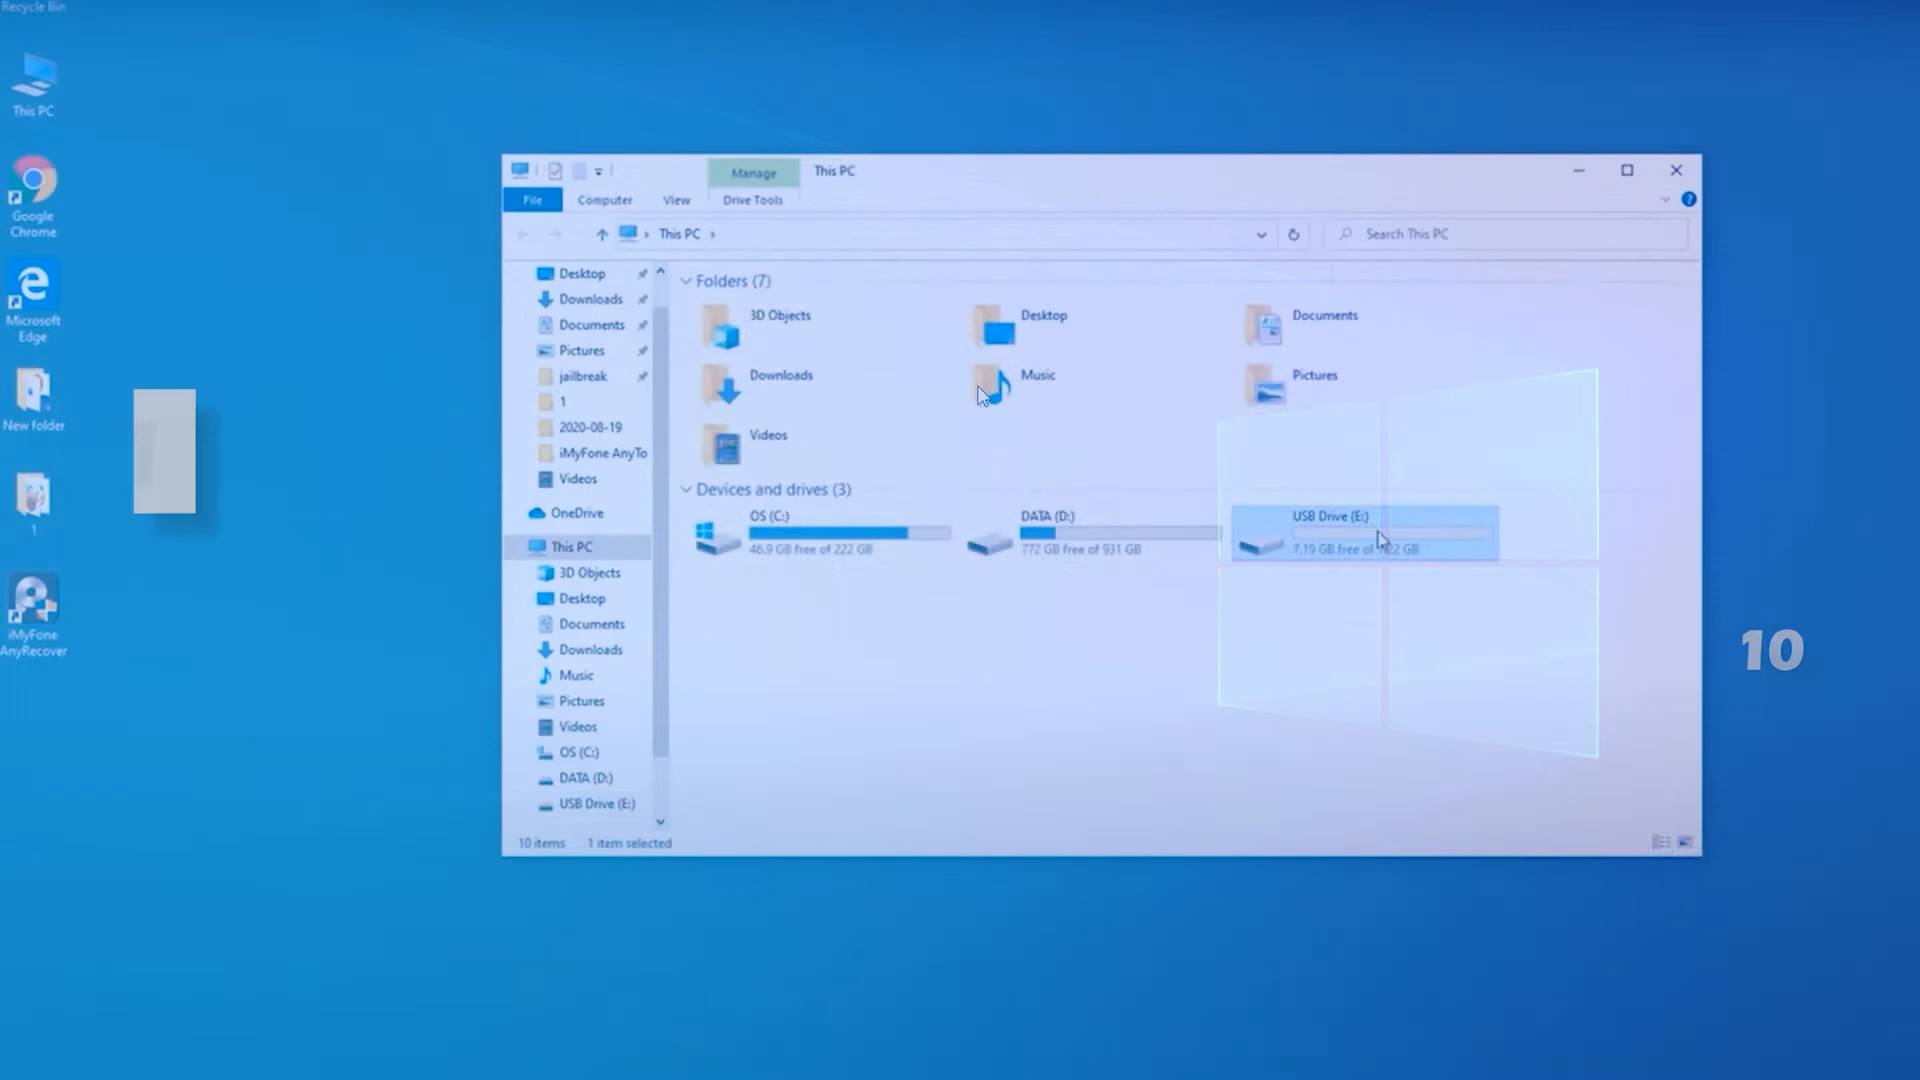 Recycle Bin
This PC
Google
Chrome
Microsoft
Edge
New folder
1
iMyFone
AnyRecover
Manage
This PC
File
Computer
View
Drive Tools
This PC
Search This PC
Desktop
Downloads
Documents
Pictures
jailbreak
1
2020-08-19
iMyFone AnyTo
Videos
OneDrive
This PC
3D Objects
Desktop
Documents
Downloads
Music
Pictures
Videos
OS (C:)
DATA (D:)
USB Drive (E:)
Folders (7)
3D Objects
Desktop
Documents
Downloads
Music
Pictures
Videos
Devices and drives (3)
OS (C:)
46.9 GB free of 222 GB
DATA (D:)
772 GB free of 931 GB
USB Drive (E:)
7.19 GB free of GB
10 items
1 item selected
10